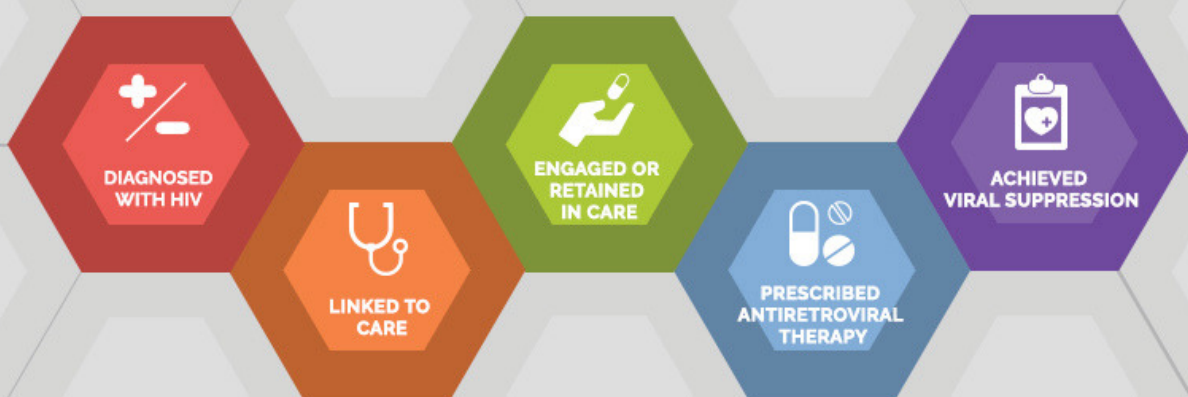 DIAGNOSED
WITH HIV
LINKED TO
CARE
ENGAGED OR
RETAINED
IN CARE
PRESCRIBED
ANTIRETROVIRAL
THERAPY
ACHIEVED
VIRAL SUPPRESSION